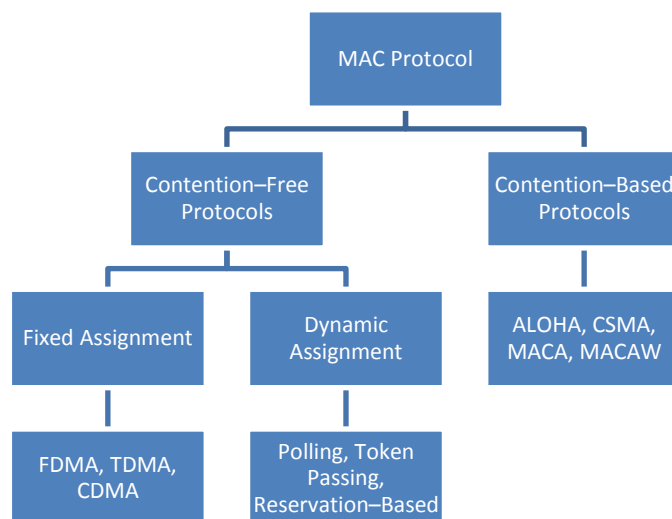 MAC Protocol
Contention–Free
Protocols
Contention–Based
Protocols
Fixed Assignment
Dynamic
Assignment
ALOHA, CSMA,
MACA, MACAW
FDMA, TDMA,
CDMA
Polling, Token
Passing,
Reservation–Based